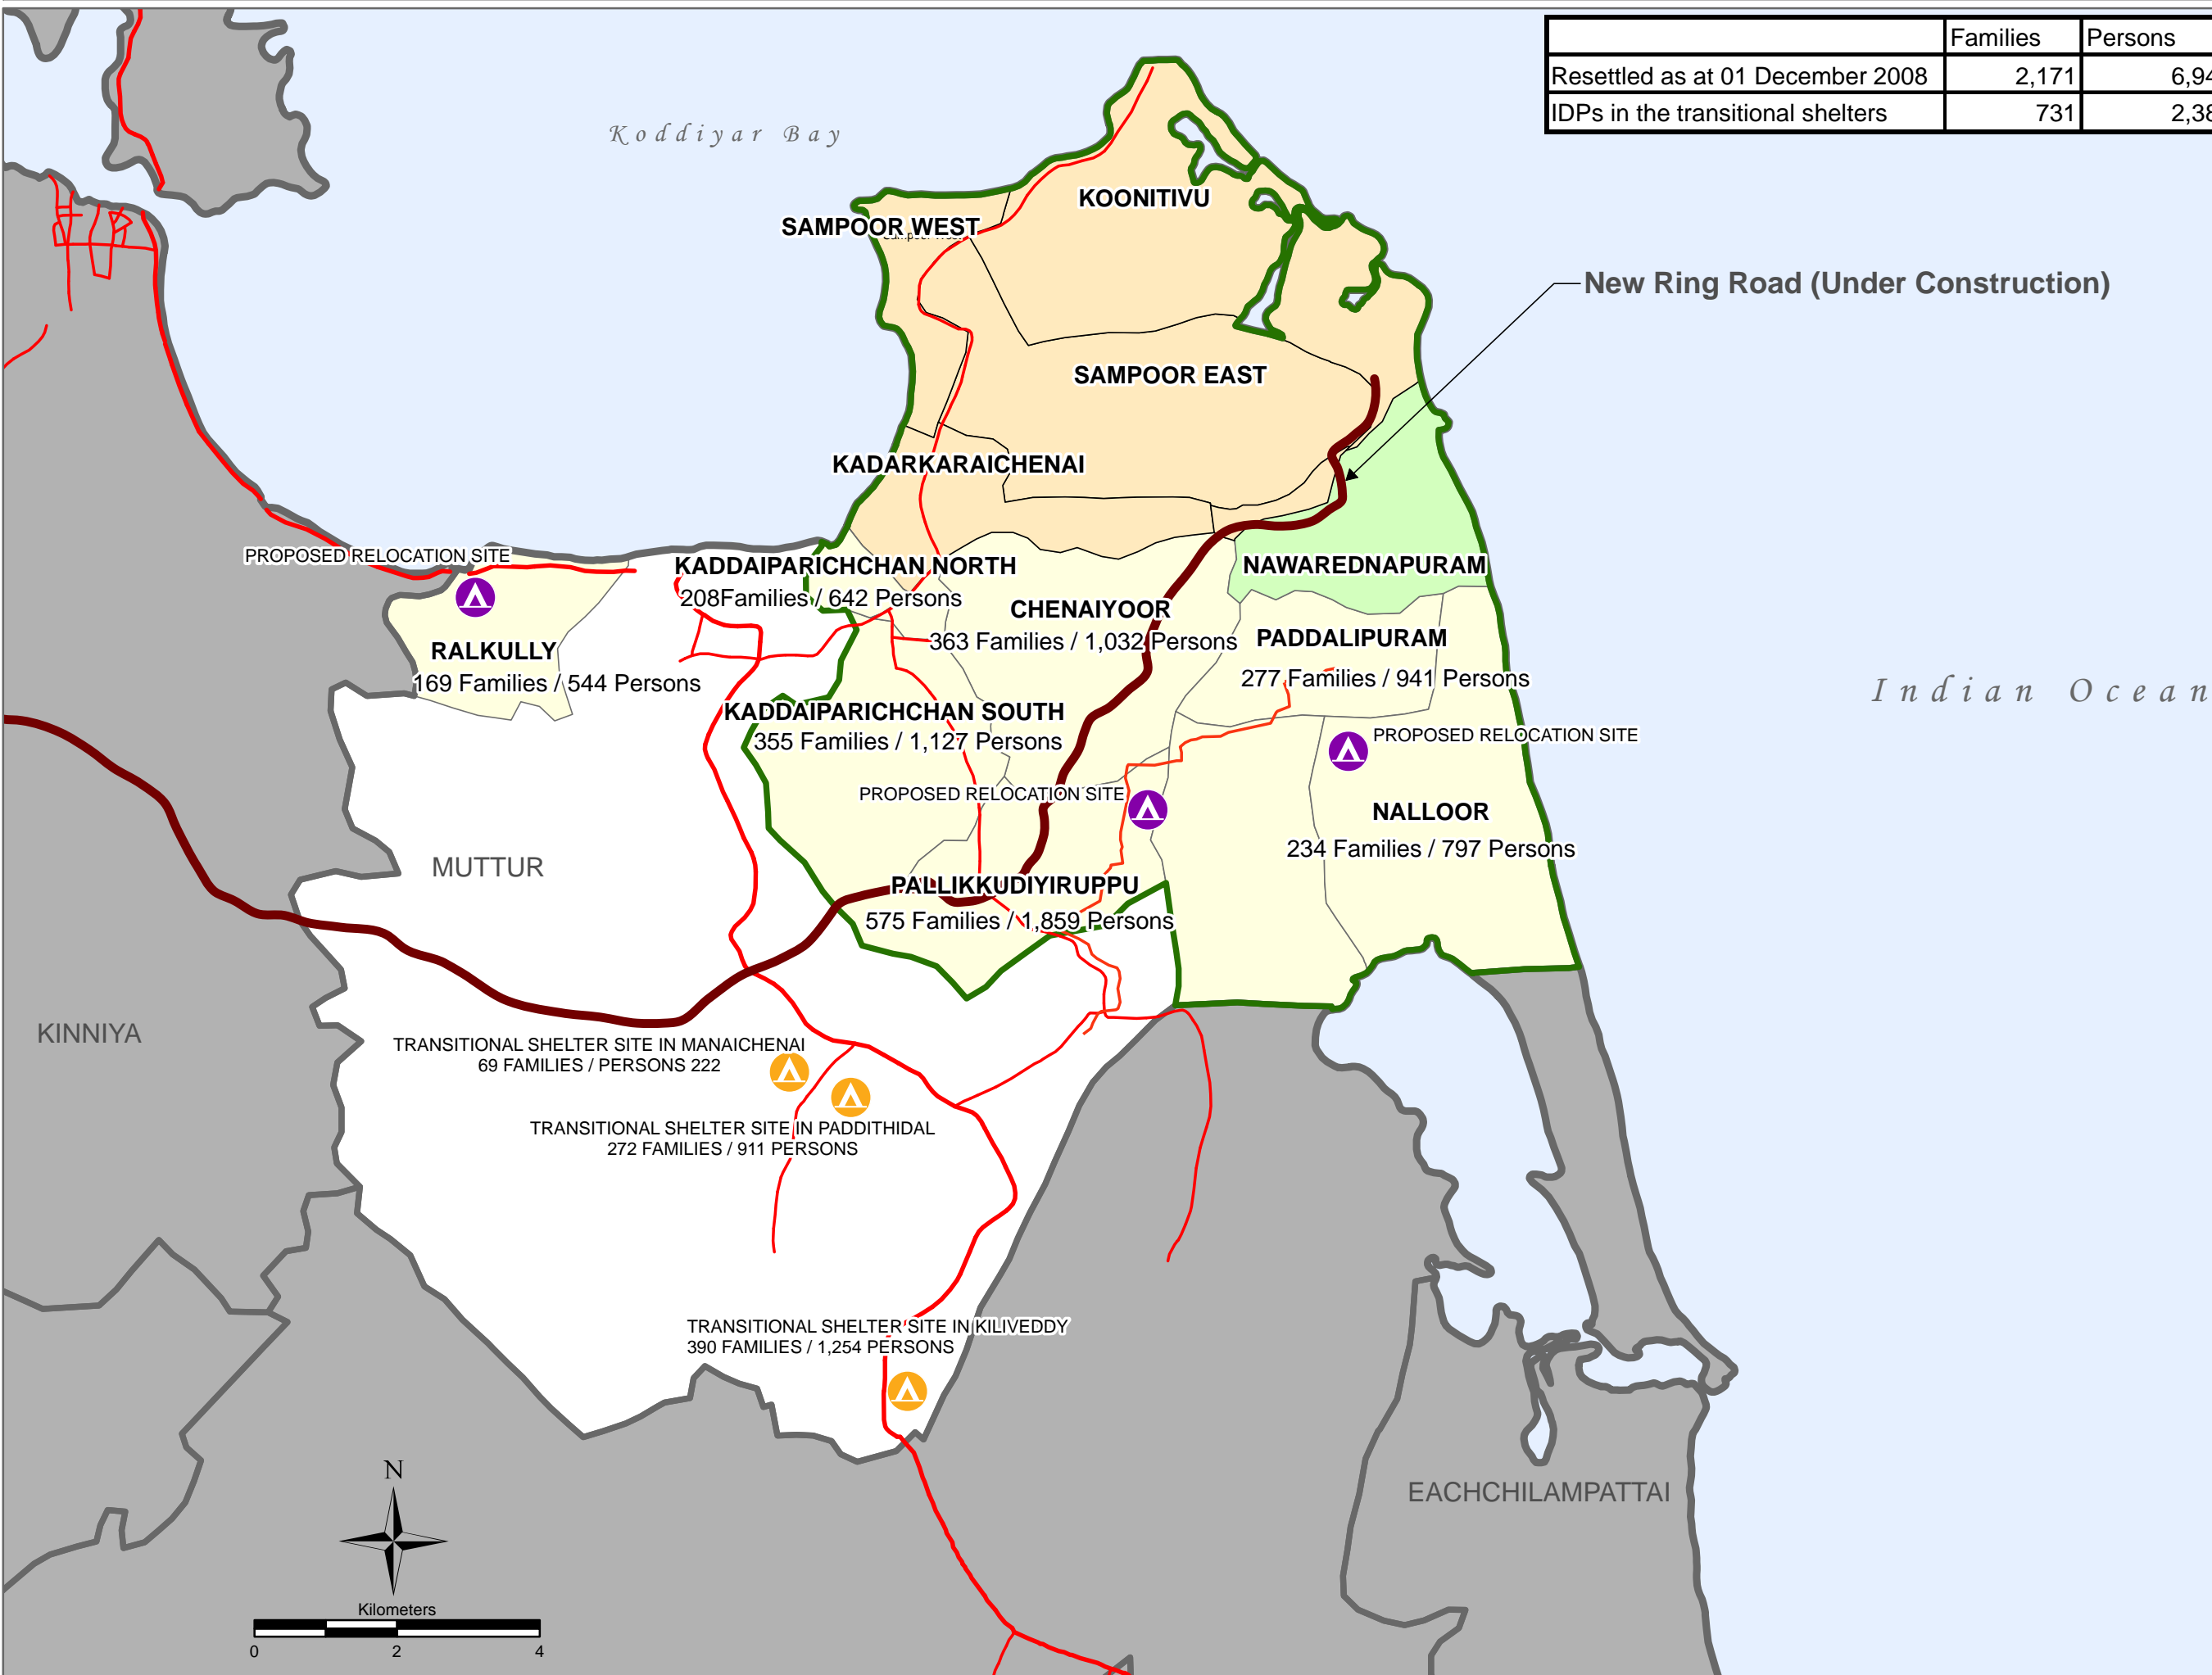 Families Persons
Resettled as at 01 December 2008 2,171 6,94
IDPs in the transitional shelters 731 2,38
Koddiyar Bay
KOONITIVU
SAMPOOR WEST
New Ring Road (Under Construction)
SAMPOOR EAST
KADARKARAICHENAI
PROPOSED RELOCATION SITE
KADDAIPARICHCHAN NORTH
208Families / 642 Persons
NAWAREDNAPURAM
CHENAIYOOR
363 Families / 1,032 Persons
PADDALIPURAM
277 Families / 941 Persons
RALKULLY
169 Families / 544 Persons
Indian Ocean
KADDAIPARICHCHAN SOUTH
355 Families / 1,127 Persons
PROPOSED RELOCATION SITE
PROPOSED RELOCATION SITE
NALLOOR
234 Families / 797 Persons
MUTTUR
PALLIKKUDIYIRUPPU
575 Families / 1,859 Persons
KINNIYA
TRANSITIONAL SHELTER SITE IN MANAICHENAI
69 FAMILIES / PERSONS 222
TRANSITIONAL SHELTER SITE IN PADDITHIDAL
272 FAMILIES / 911 PERSONS
TRANSITIONAL SHELTER SITE IN KILIVEDDY
390 FAMILIES / 1,254 PERSONS
EACHCHILAMPATTAI
N
Kilometers
0 2 4